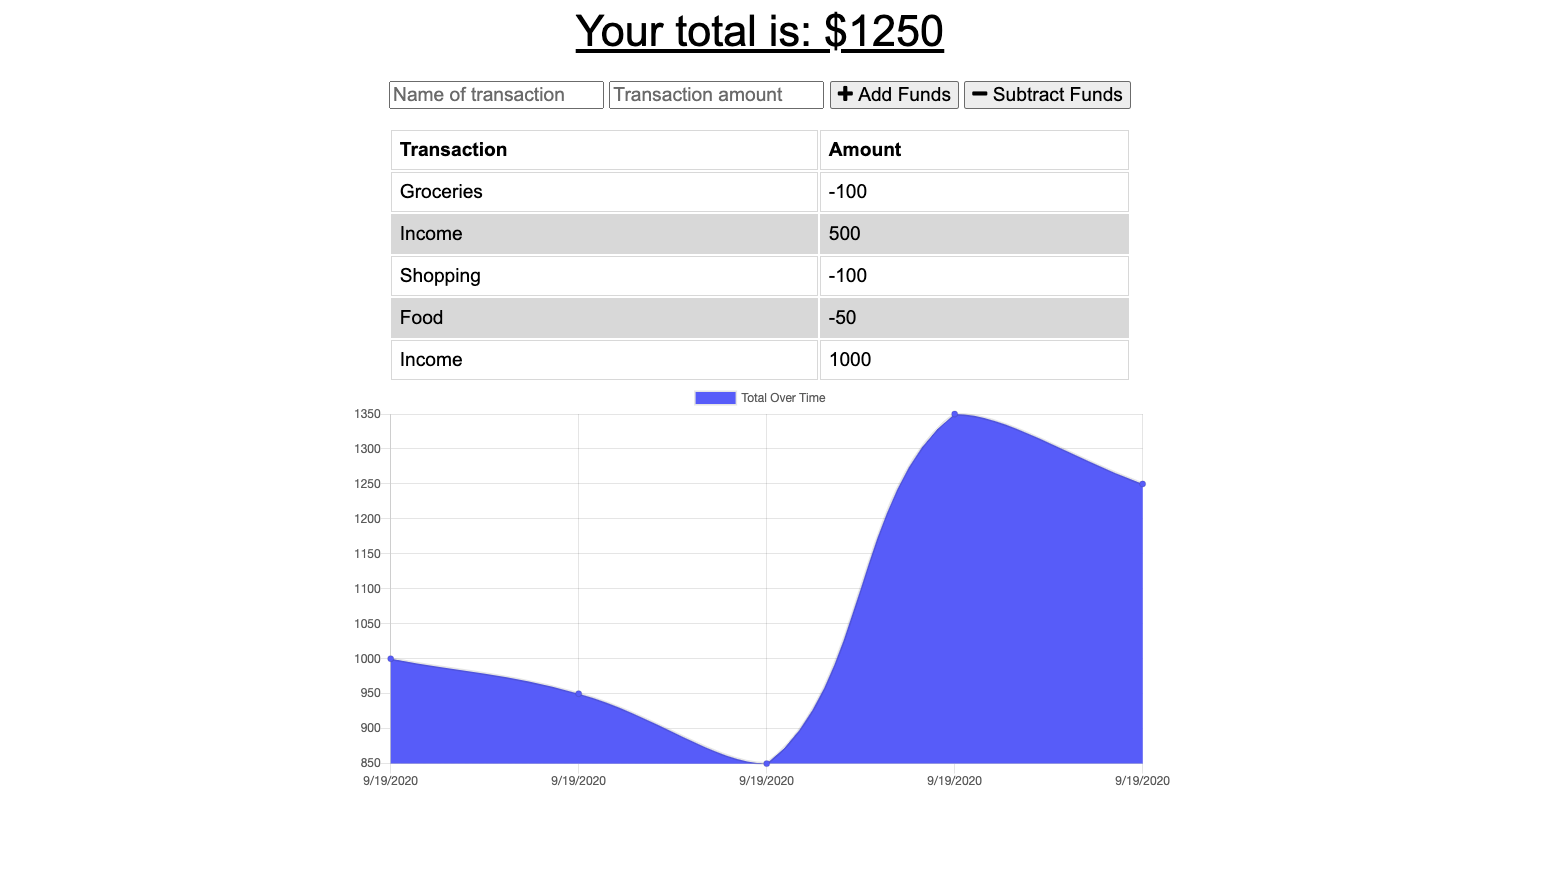 Your total is: $1250
Name of transaction Transaction amount Add Funds Subtract Funds
Transaction Amount
Groceries -100
Income 500
Shopping -100
Food -50
Income 1000
Total Over Time
1350
1300
1250
1200
1150
1100
1050
1000
950
900
850
9/19/2020 9/19/2020 9/19/2020 9/19/2020 9/19/2020